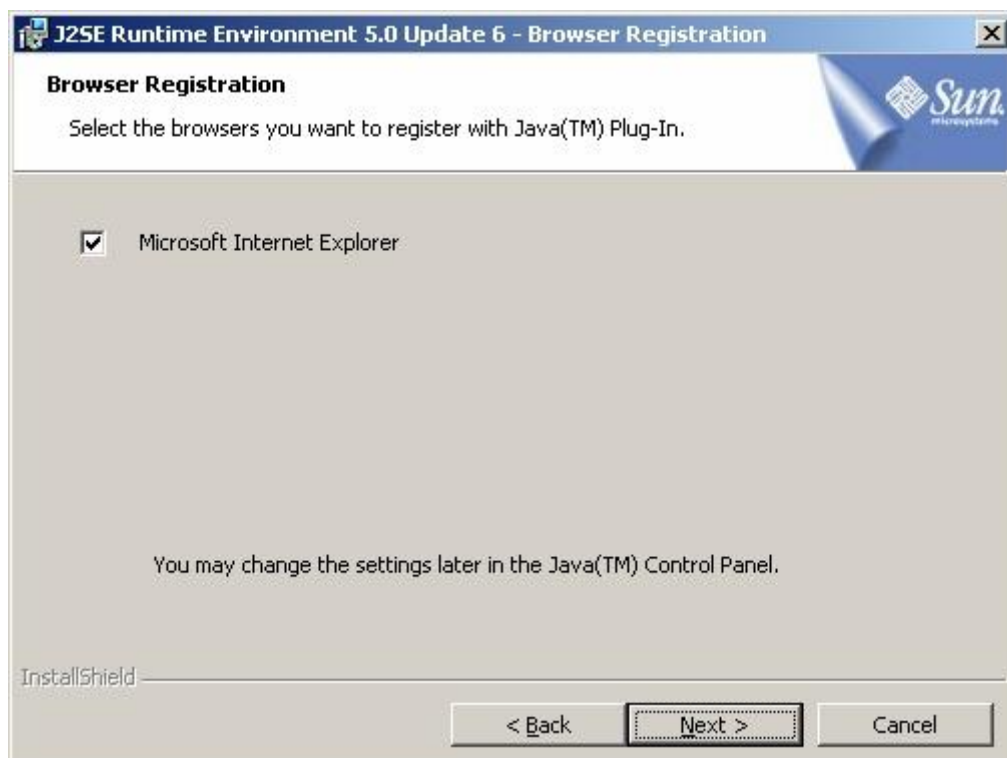 J2SE Runtime Environment 5.0 Update 6 - Browser Registration
Browser Registration
Select the browsers you want to register with Java(TM) Plug-In.
Sun
microsystems
Microsoft Internet Explorer
You may change the settings later in the Java(TM) Control Panel.
InstallShield
< Back
Next >
Cancel